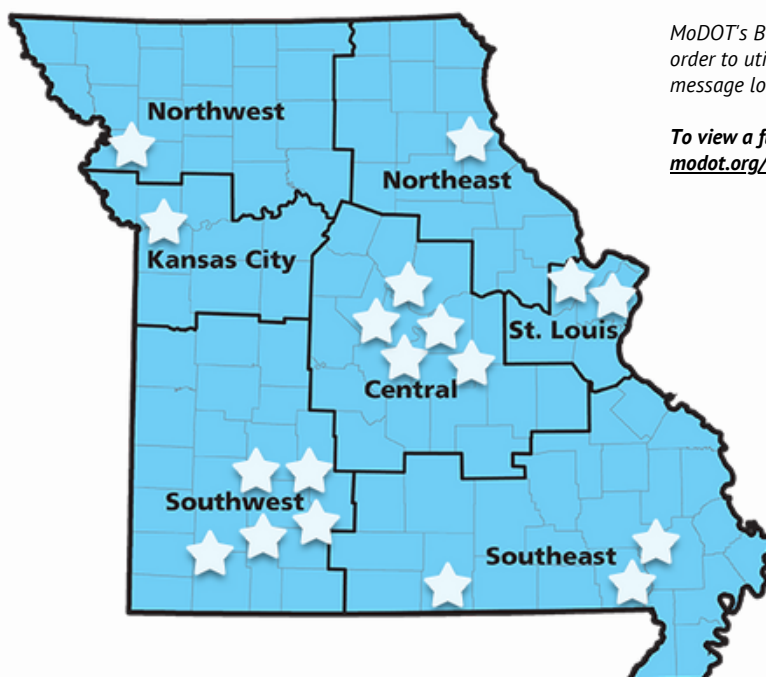 MoDOT's B
order to uti
message lo
To view a fu
modot.org/
Northwest
Northeast
Kansas City
St. Louis
Central
Southwest
Southeast